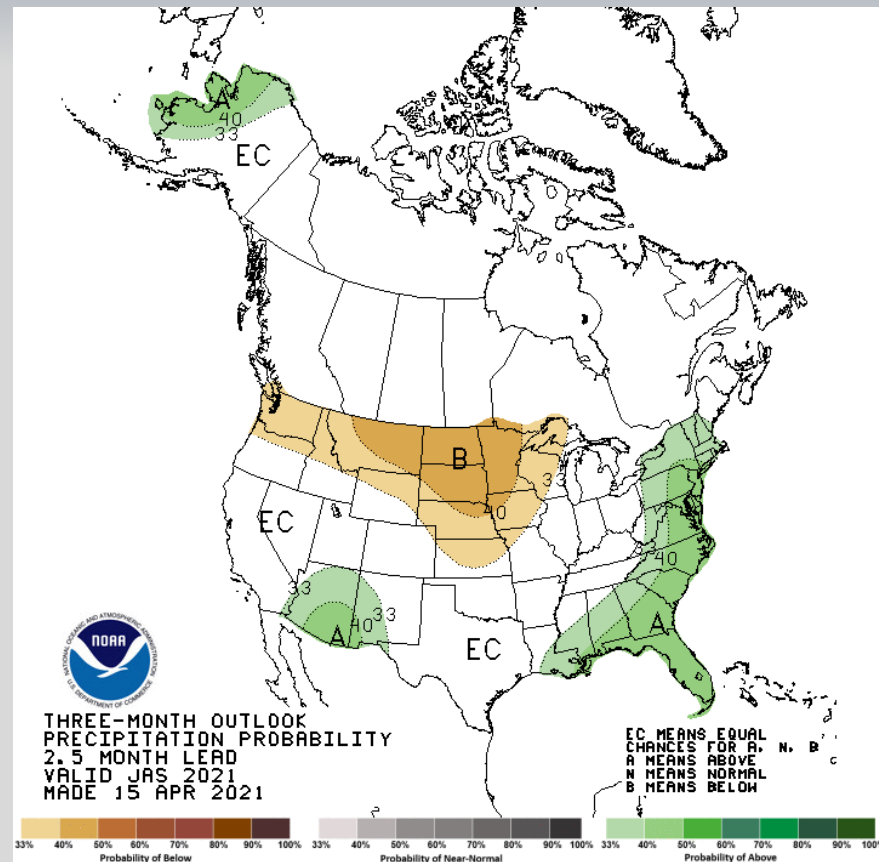 A
40
33
EC
B
33
40
EC
33
40
33
A
33
40
A
EC
NOAA
NATIONAL OCEANIC AND ATMOSPHERIC ADMINISTRATION
U.S. DEPARTMENT OF COMMERCE
THREE-MONTH OUTLOOK
PRECIPITATION PROBABILITY
2.5 MONTH LEAD
VALID JAS 2021
MADE 15 APR 2021
EC MEANS EQUAL
CHANCES FOR A, N, B
A MEANS ABOVE
N MEANS NORMAL
B MEANS BELOW
33% 40% 50% 60% 70% 80% 90% 100%
Probability of Below
33% 40% 50% 60% 70% 80% 90% 100%
Probability of Near-Normal
33% 40% 50% 60% 70% 80% 90% 100%
Probability of Above